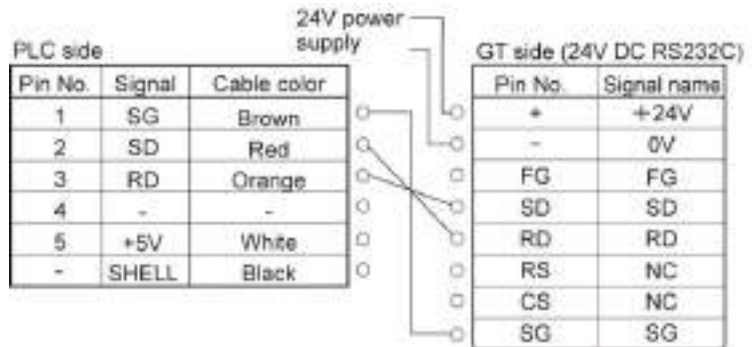 24V power
supply
PLC side
GT side (24V DC RS232C)
Pin No. Signal Cable color
1 SG Brown
2 SD Red
3 RD Orange
4 - -
5 +5V White
- SHELL Black
Pin No. Signal name
+ +24V
- 0V
FG FG
SD SD
RD RD
RS NC
CS NC
SG SG